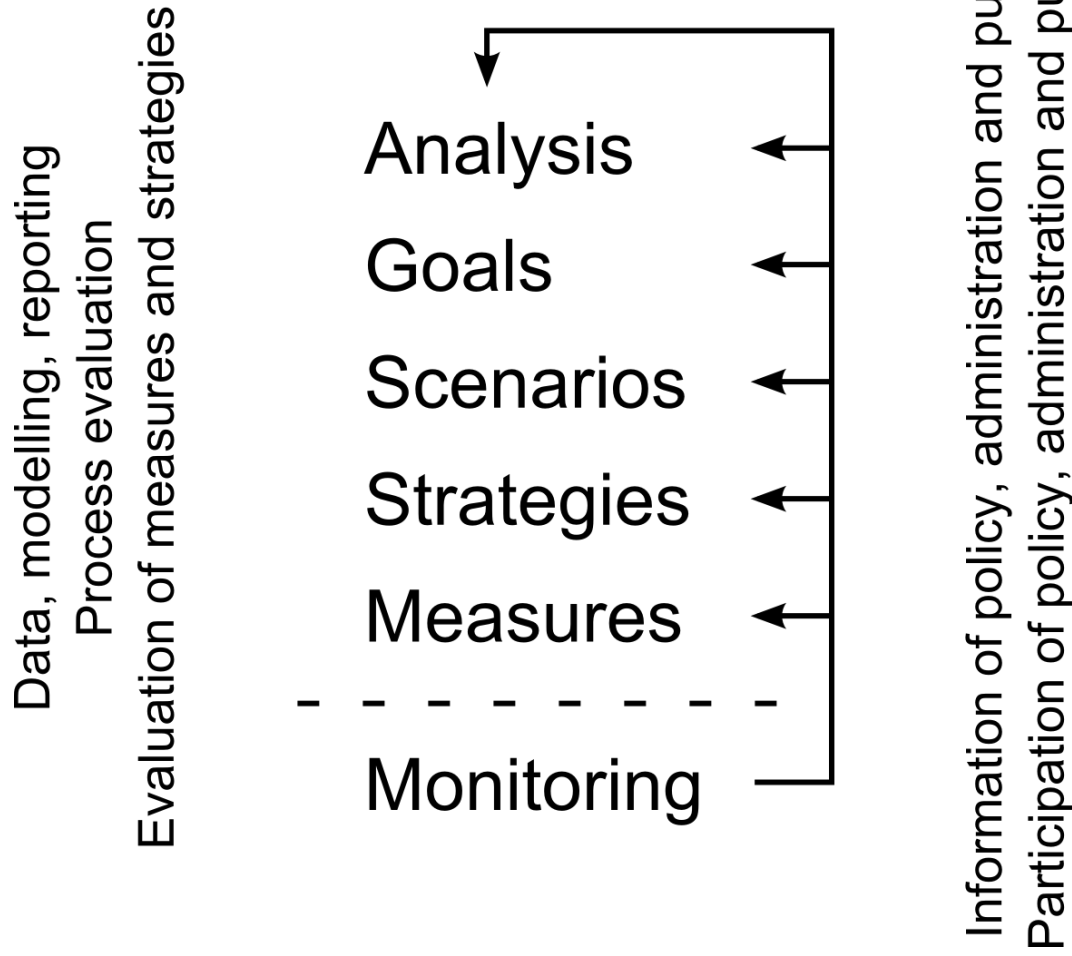 Data, modelling, reporting
Process evaluation
Evaluation of measures and strategies
Analysis
Goals
Scenarios
Strategies
Measures
Monitoring
Information of policy, administration and
Participation of policy, administration and